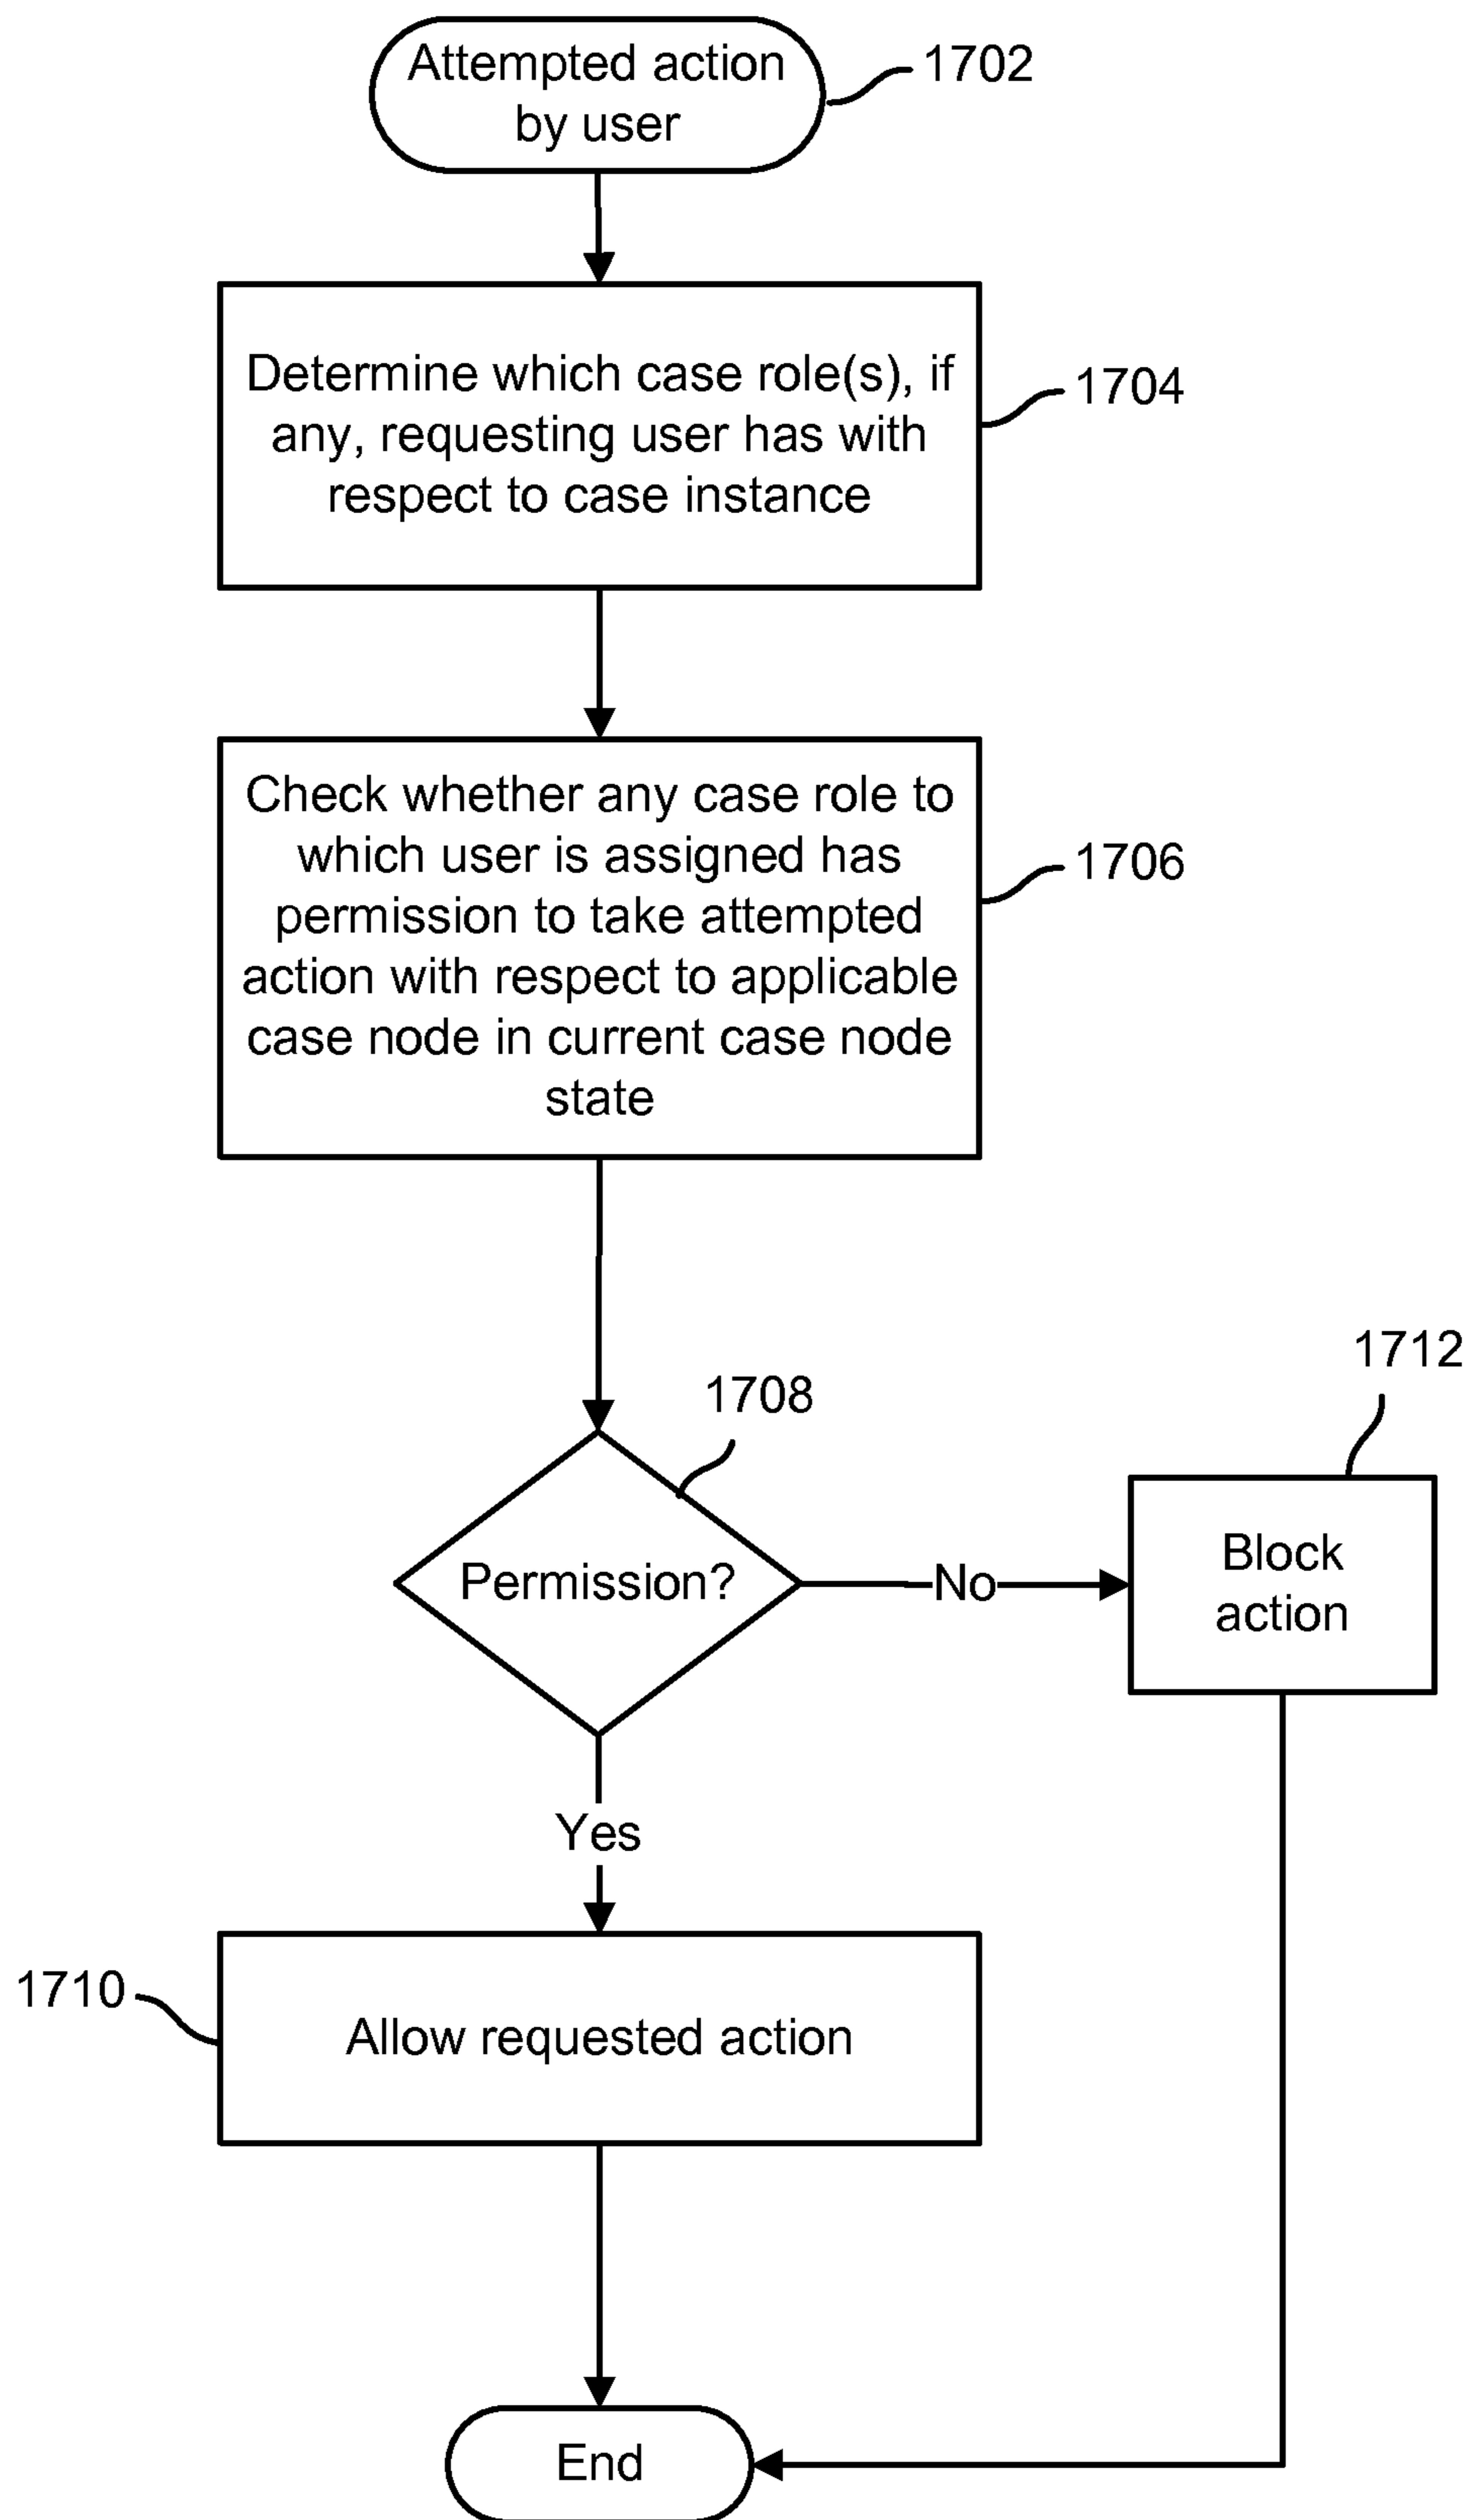 Attempted action
by user
1702
Determine which case role(s), if
any, requesting user has with
respect to case instance
1704
Check whether any case role to
which user is assigned has
permission to take attempted
action with respect to applicable
case node in current case node
state
1706
1708
Permission?
No
1712
Block
action
Yes
1710
Allow requested action
End